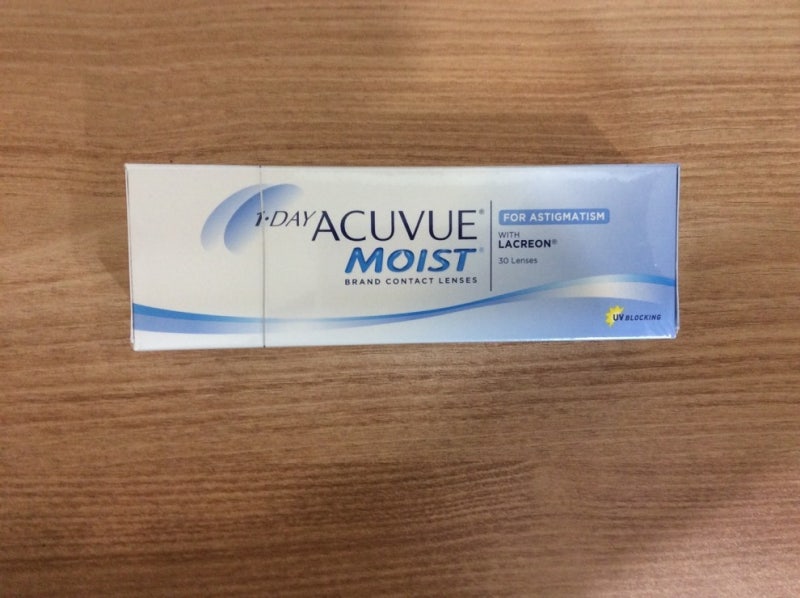 1·DAY ACUVUE®
MOIST®
BRAND CONTACT LENSES
FOR ASTIGMATISM
WITH
LACREON®
30 Lenses
UV BLOCKING